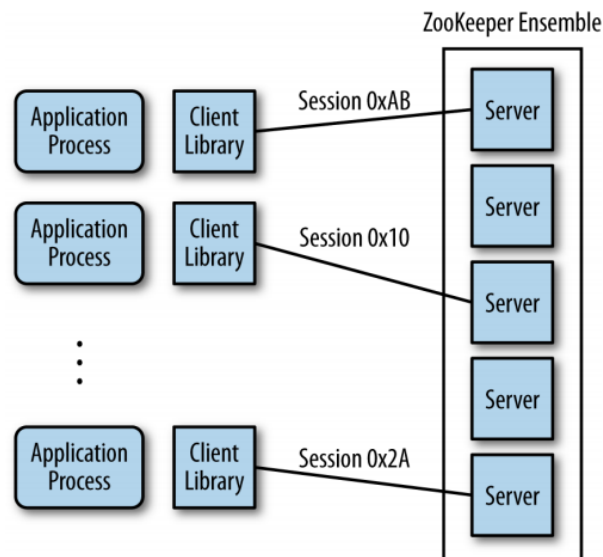 ZooKeeper Ensemble
Application
Process
Client
Library
Session 0xAB
Server
Server
Application
Process
Client
Library
Session 0x10
Server
Server
Application
Process
Client
Library
Session 0x2A
Server